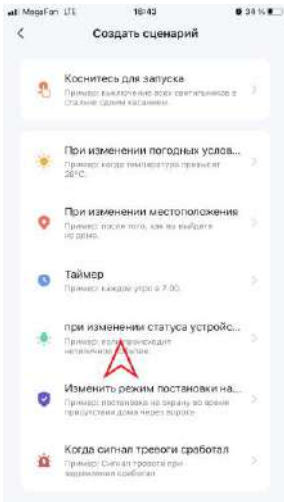 MegaFon LTE 18:43 34 %
Создать сценарий
Коснитесь для запуска
Пример: выключение всех светильников в
спальне одним касанием.
При изменении погодных услов...
Пример: когда температура превысит
28°C.
При изменении местоположения
Пример: после того, как вы выйдете
из дома.
Таймер
Пример: каждое утро в 7:00.
при изменении статуса устройс...
Пример: если происходит
Изменить режим постановки на...
Пример: постановка на охрану во время
присутствия дома через ворота
Когда сигнал тревоги сработал
Пример: Сигнал тревоги при
задымлении сработал